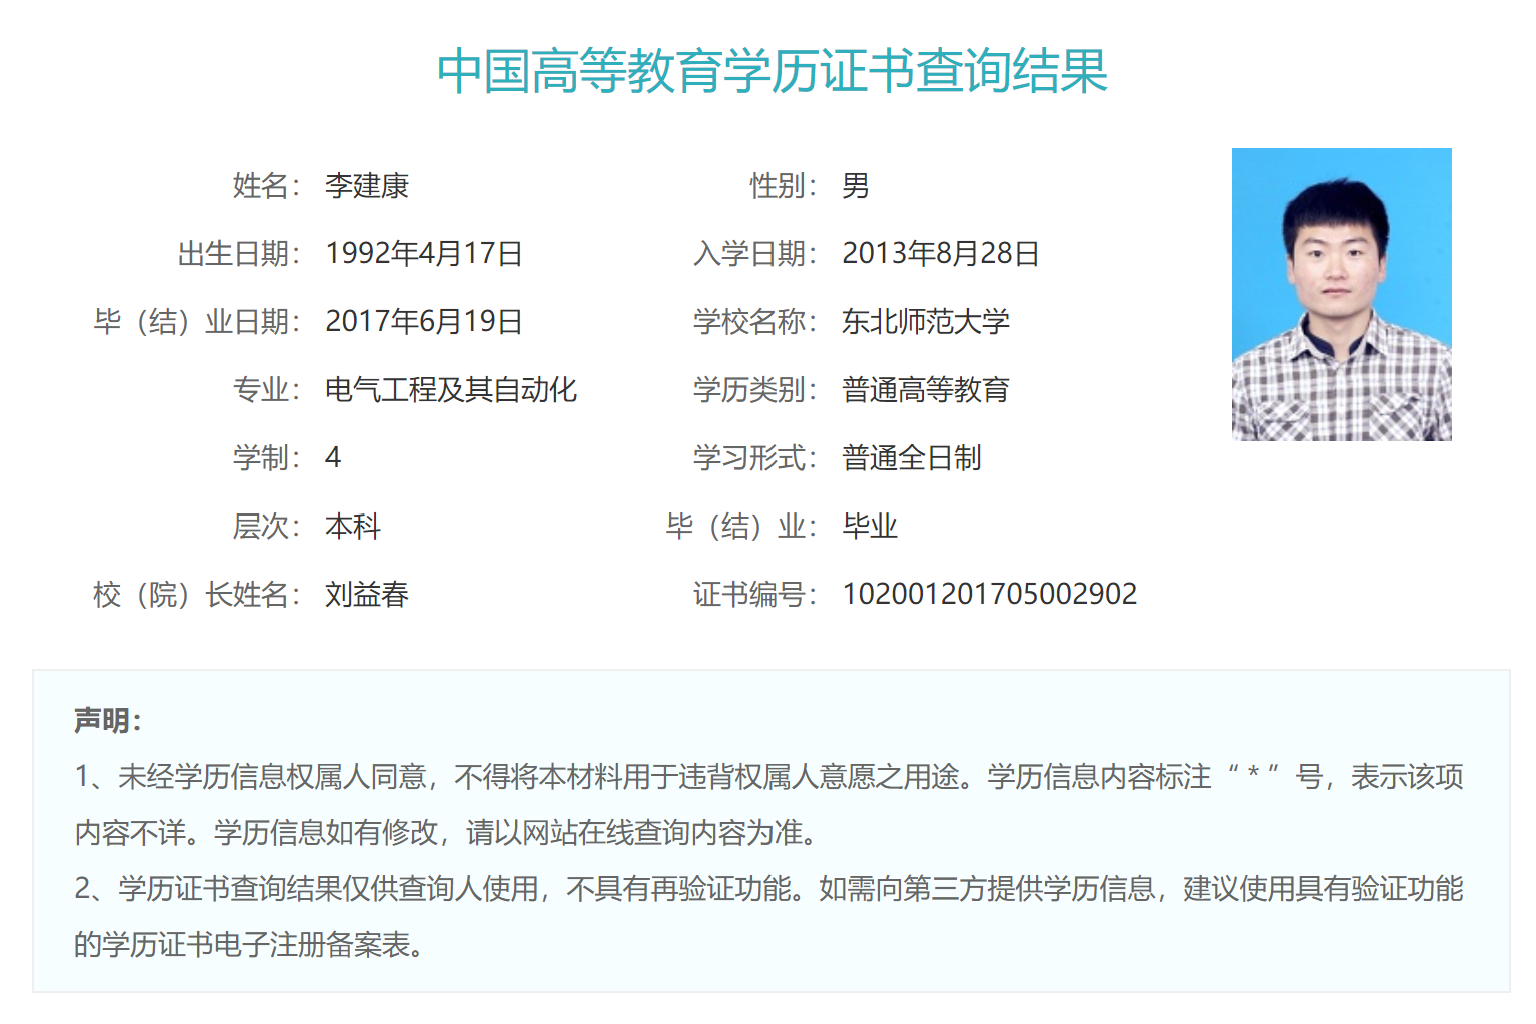 中国高等教育学历证书查询结果
姓名： 李建康 性别： 男
出生日期： 1992年4月17日 入学日期： 2013年8月28日
毕（结）业日期： 2017年6月19日 学校名称： 东北师范大学
专业： 电气工程及其自动化 学历类别： 普通高等教育
学制： 4 学习形式： 普通全日制
层次： 本科 毕（结）业： 毕业
校（院）长姓名： 刘益春 证书编号： 102001201705002902
声明：
1、未经学历信息权属人同意，不得将本材料用于违背权属人意愿之用途。学历信息内容标注“ * ”号，表示该项
内容不详。学历信息如有修改，请以网站在线查询内容为准。
2、学历证书查询结果仅供查询人使用，不具有再验证功能。如需向第三方提供学历信息，建议使用具有验证功能
的学历证书电子注册备案表。